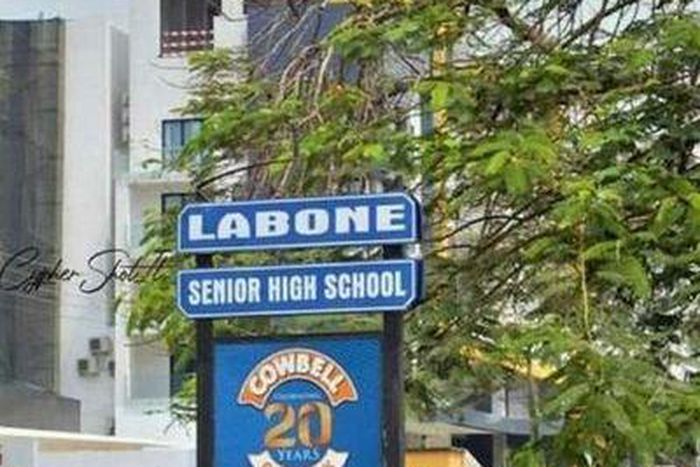 LABONE
SENIOR HIGH SCHOOL
COWBELL
20
YEARS